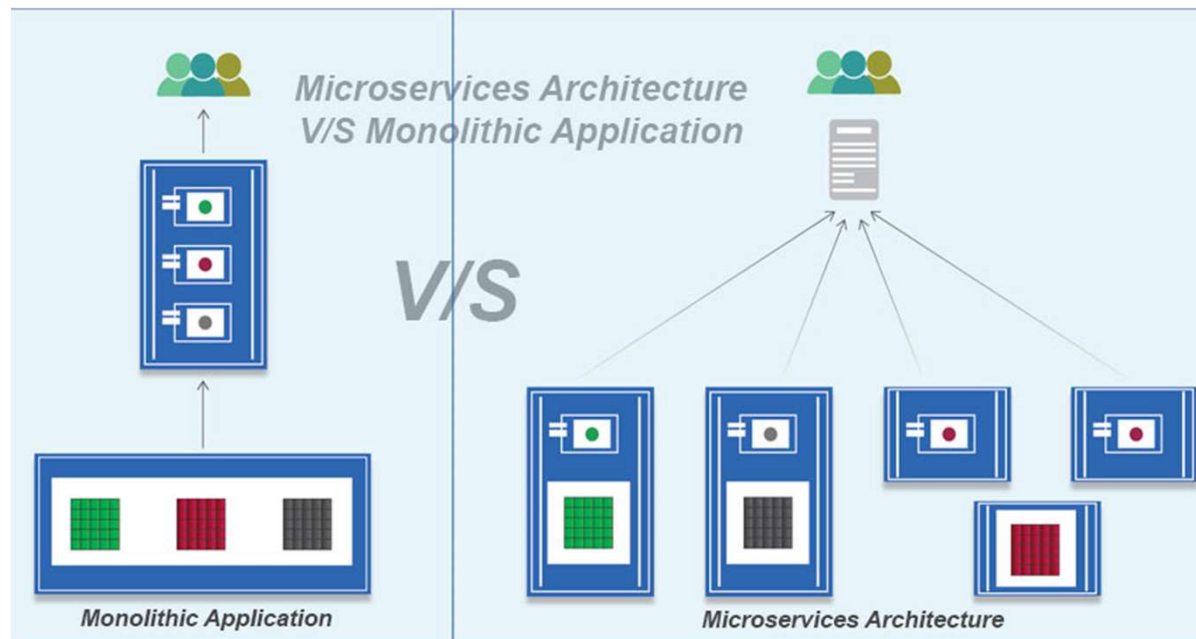 Microservices Architecture
V/S Monolithic Application
V/S
Monolithic Application
Microservices Architecture